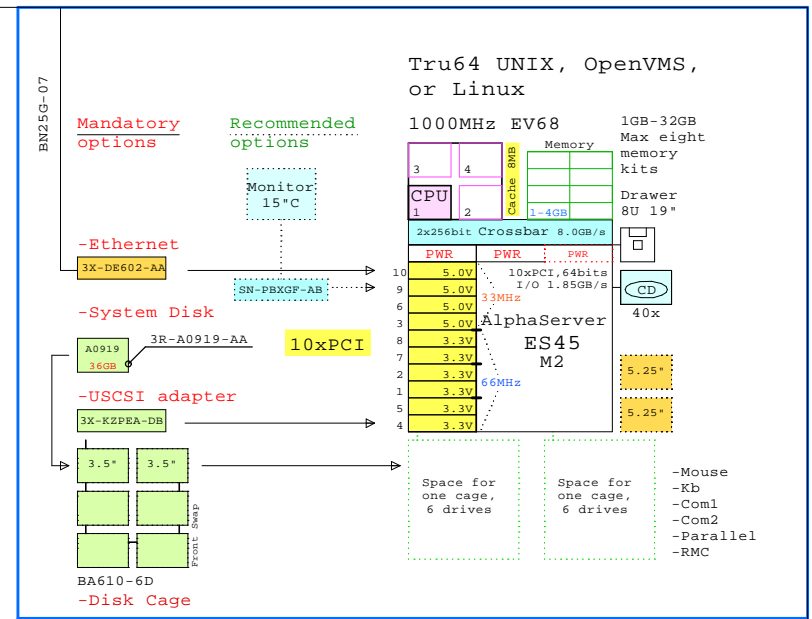 BN25G-07
Mandatory
options
Recommended
options
Monitor
15"C
-Ethernet
3X-DE602-AA
SN-PBXGF-AB
-System Disk
A0919
36GB
3R-A0919-AA
10xPCI
-USCSI adapter
3X-KZPEA-DB
3.5"
3.5"
Front Swap
BA610-6D
-Disk Cage
Tru64 UNIX, OpenVMS,
or Linux
1000MHz EV68
3
4
CPU
1
2
Cache 8MB
Memory
1-4GB
1GB-32GB
Max eight
memory
kits
Drawer
8U 19"
2x256bit Crossbar 8.0GB/s
PWR
PWR
PWR
10 5.0V
9 5.0V
6 5.0V
3 5.0V
8 3.3V
7 3.3V
2 3.3V
1 3.3V
5 3.3V
4 3.3V
10xPCI,64bits
I/O 1.85GB/s
33MHz
AlphaServer
ES45
M2
66MHz
CD
40x
5.25"
5.25"
Space for
one cage,
6 drives
Space for
one cage,
6 drives
-Mouse
-Kb
-Com1
-Com2
-Parallel
-RMC